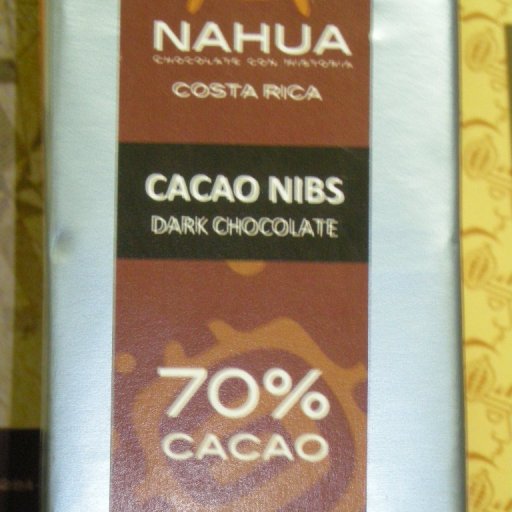 NAHUA
CHOCOLATE CON HISTORIA
COSTA RICA
CACAO NIBS
DARK CHOCOLATE
70%
CACAO